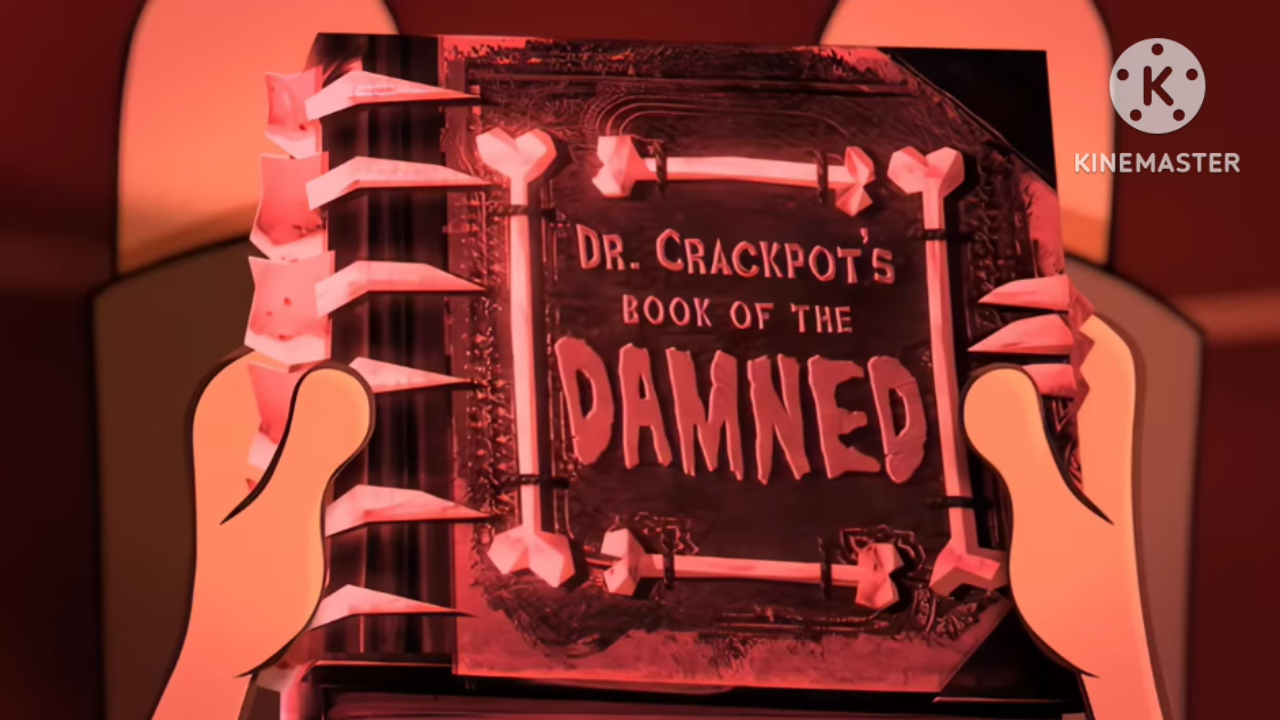 K
KINEMASTER
DR. CRACKPOT'S
BOOK OF THE
DAMNED